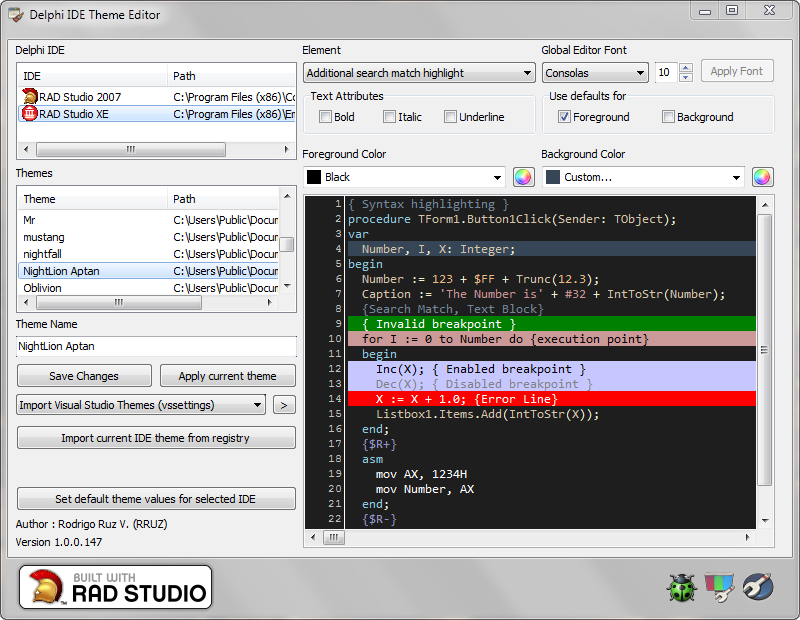 Delphi IDE Theme Editor
Delphi IDE
IDE Path
RAD Studio 2007 C:\Program Files (x86)\Co
RAD Studio XE C:\Program Files (x86)\Em
Themes
Theme Path
Mr C:\Users\Public\Docur
mustang C:\Users\Public\Docur
nightfall C:\Users\Public\Docur
NightLion Aptan C:\Users\Public\Docur
Oblivion C:\Users\Public\Docur
Theme Name
NightLion Aptan
Save Changes Apply current theme
Import Visual Studio Themes (vssettings) >
Import current IDE theme from registry
Set default theme values for selected IDE
Author : Rodrigo Ruz V. (RRUZ)
Version 1.0.0.147
Element
Additional search match highlight
Text Attributes
Bold Italic Underline
Global Editor Font
Consolas 10 Apply Font
Use defaults for
Foreground Background
Foreground Color
Black
Background Color
Custom...
1 { Syntax highlighting }
2 procedure TForm1.Button1Click(Sender: TObject);
3 var
4 Number, I, X: Integer;
5 begin
6 Number := 123 + $FF + Trunc(12.3);
7 Caption := 'The Number is' + #32 + IntToStr(Number);
8 {Search Match, Text Block}
9 { Invalid breakpoint }
10 for I := 0 to Number do {execution point}
11 begin
12 Inc(X); { Enabled breakpoint }
13 Dec(X); { Disabled breakpoint }
14 X := X + 1.0; {Error Line}
15 Listbox1.Items.Add(IntToStr(X));
16 end;
17 {$R+}
18 asm
19 mov AX, 1234H
20 mov Number, AX
21 end;
22 {$R-}
BUILT WITH
RAD STUDIO